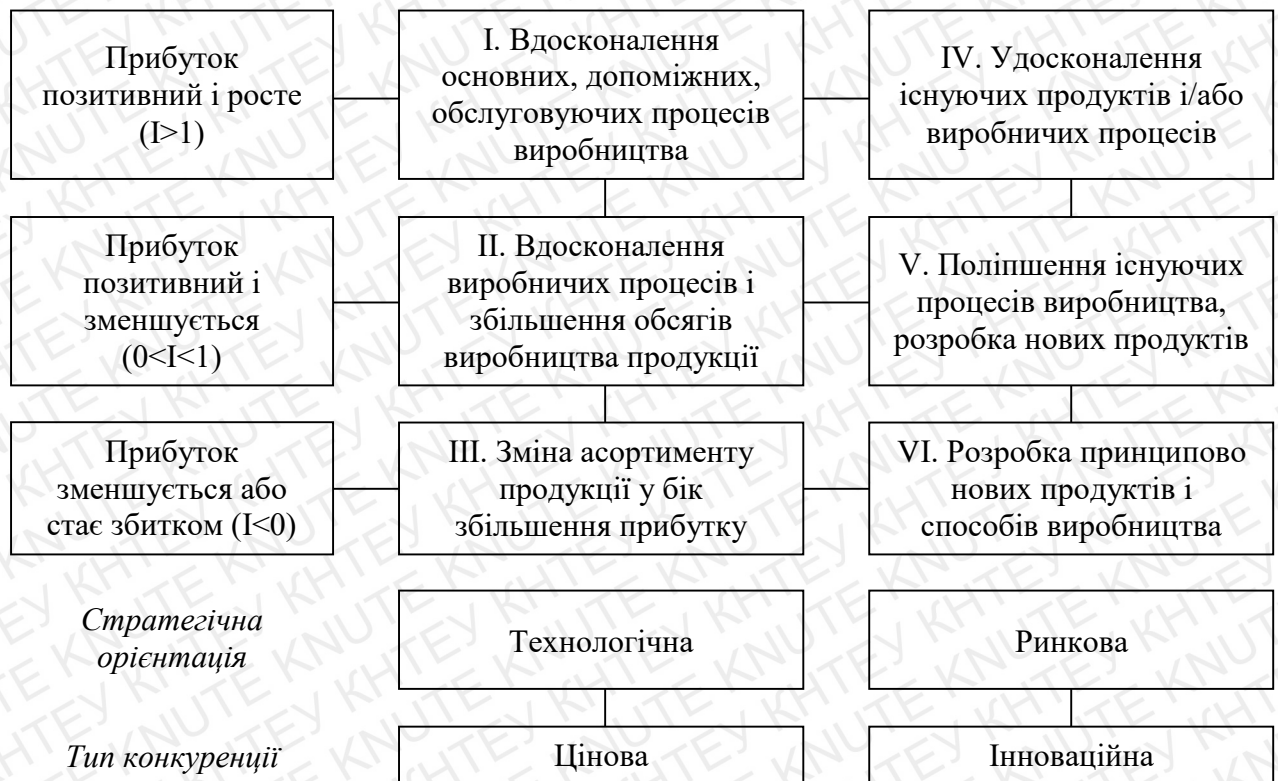 Прибуток
позитивний і росте
(I>1)
I. Вдосконалення
основних, допоміжних,
обслуговуючих процесів
виробництва
IV. Удосконалення
існуючих продуктів і/або
виробничих процесів
Прибуток
позитивний і
зменшується
(0<I<1)
II. Вдосконалення
виробничих процесів і
збільшення обсягів
виробництва продукції
V. Поліпшення існуючих
процесів виробництва,
розробка нових продуктів
Прибуток
зменшується або
стає збитком (I<0)
III. Зміна асортименту
продукції у бік
збільшення прибутку
VI. Розробка принципово
нових продуктів і
способів виробництва
Стратегічна
орієнтація
Технологічна
Ринкова
Тип конкуренції
Цінова
Інноваційна